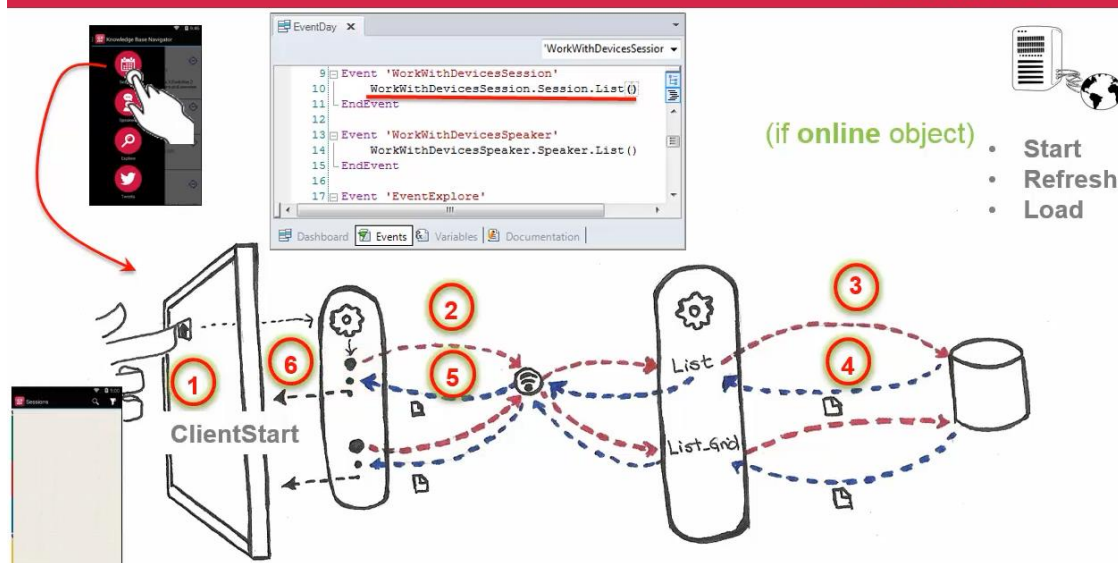 Knowledge Base Navigator
EventDay X
'WorkWithDevicesSessior
9 Event 'WorkWithDevicesSession'
10 WorkWithDevicesSession.Session.List()
11 EndEvent
12
13 Event 'WorkWithDevicesSpeaker'
14 WorkWithDevicesSpeaker.Speaker.List()
15 EndEvent
16
17 Event 'EventExplore'
Dashboard Events Variables Documentation
(if online object)
• Start
• Refresh
• Load
1
2
3
4
5
6
ClientStart
List
List_Grid
Sessions